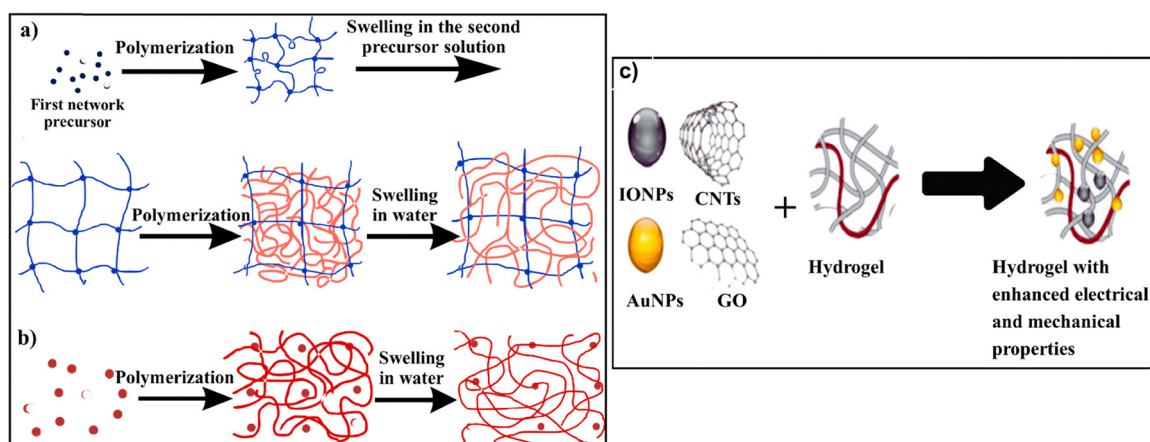 a)
Polymerization
Swelling in the second
precursor solution
First network
precursor
Polymerization
Swelling
in water
b)
Polymerization
Swelling
in water
c)
IONPs
CNTs
AuNPs
GO
+
Hydrogel
Hydrogel with
enhanced electrical
and mechanical
properties